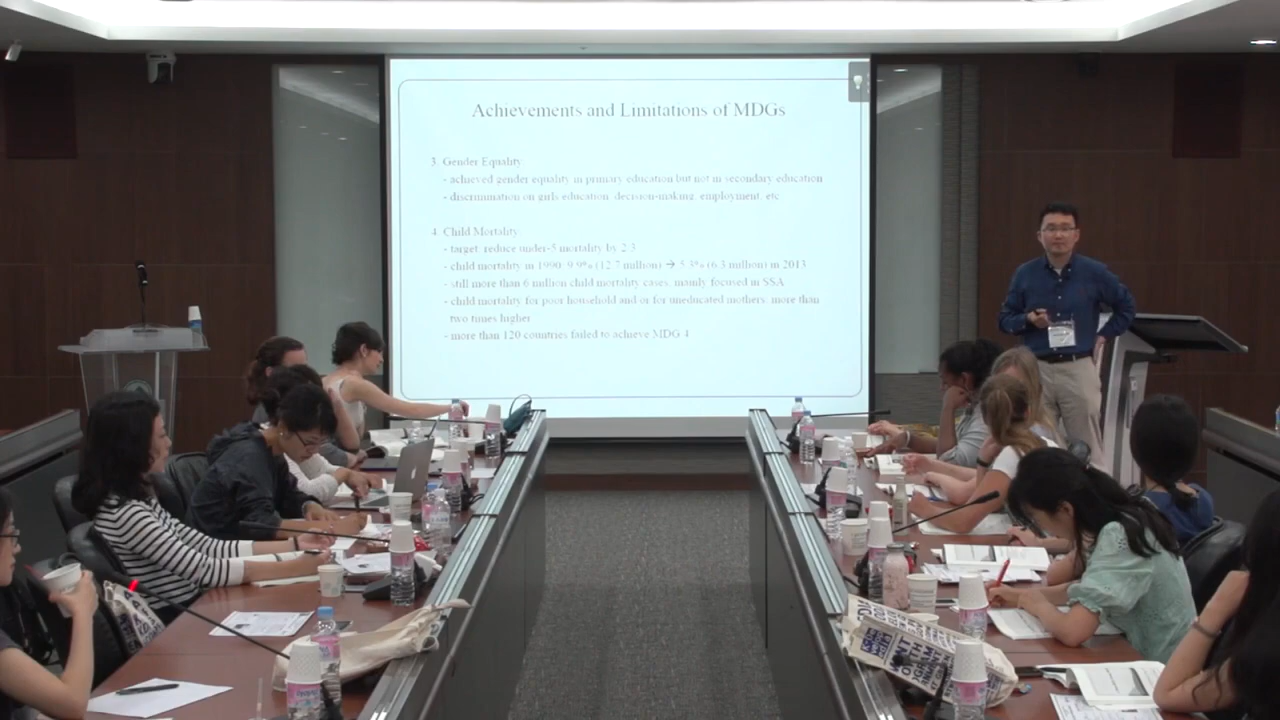 Achievements and Limitations of MDGs
3. Gender Equality
- achieved gender equality in primary education but not in secondary education
- discrimination on girls education, decision-making, employment, etc
4. Child Mortality
- target: reduce under-5 mortality by 2/3
- child mortality in 1990: 9.9% (12.7 million) → 5.3% (6.3 million) in 2013
- still more than 6 million child mortality cases, mainly focused in SSA
- child mortality for poor household and/or for uneducated mothers: more than
two times higher
- more than 120 countries failed to achieve MDG 4